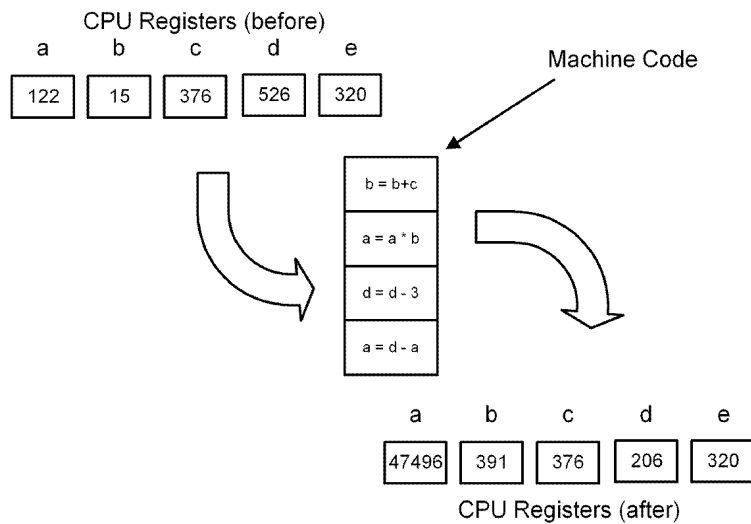 CPU Registers (before)
a b c d e
122 15 376 526 320
Machine Code
b = b+c
a = a * b
d = d - 3
a = d - a
a b c d e
47496 391 376 206 320
CPU Registers (after)